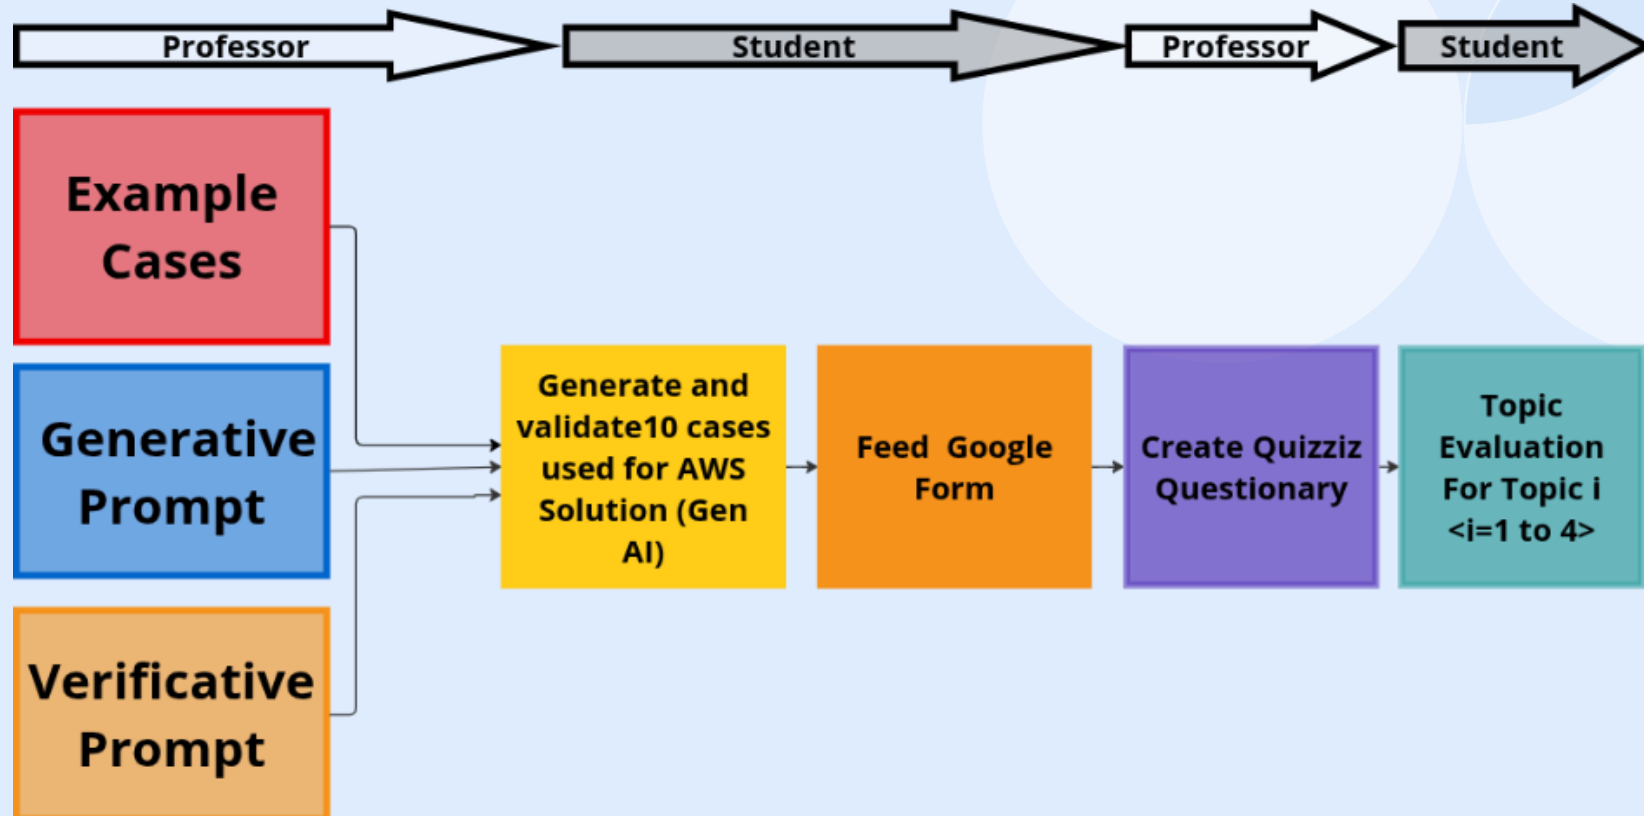 Professor
Student
Professor
Student
Example
Cases
Generative
Prompt
Verificative
Prompt
Generate and
validate10 cases
used for AWS
Solution (Gen
AI)
Feed Google
Form
Create Quizziz
Questionary
Topic
Evaluation
For Topic i
<i=1 to 4>